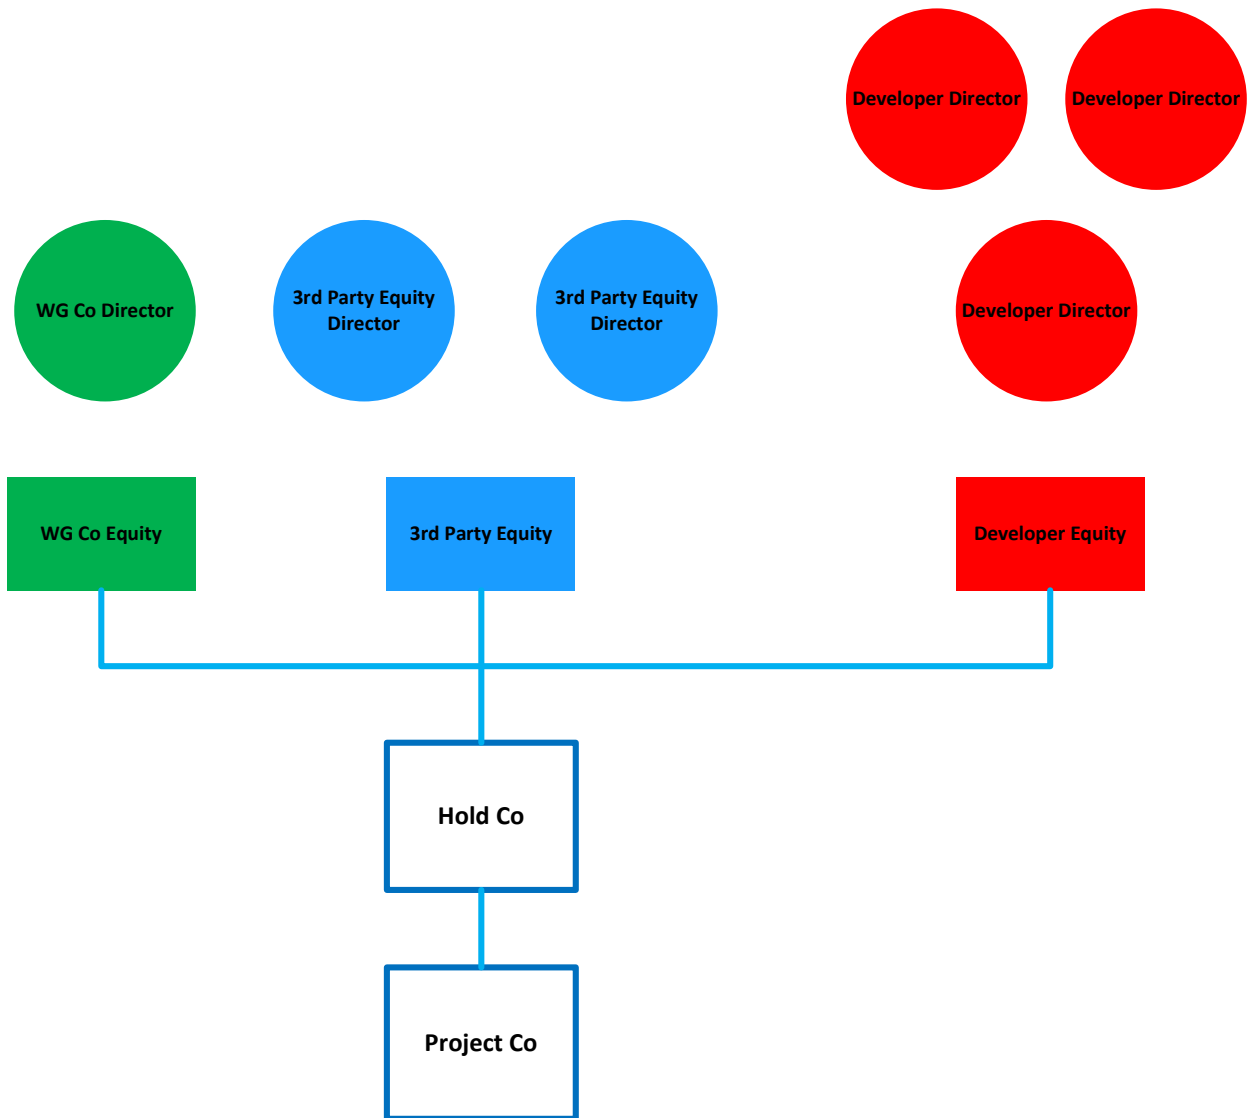 Developer Director
Developer Director
WG Co Director
3rd Party Equity
Director
3rd Party Equity
Director
Developer Director
WG Co Equity
3rd Party Equity
Developer Equity
Hold Co
Project Co